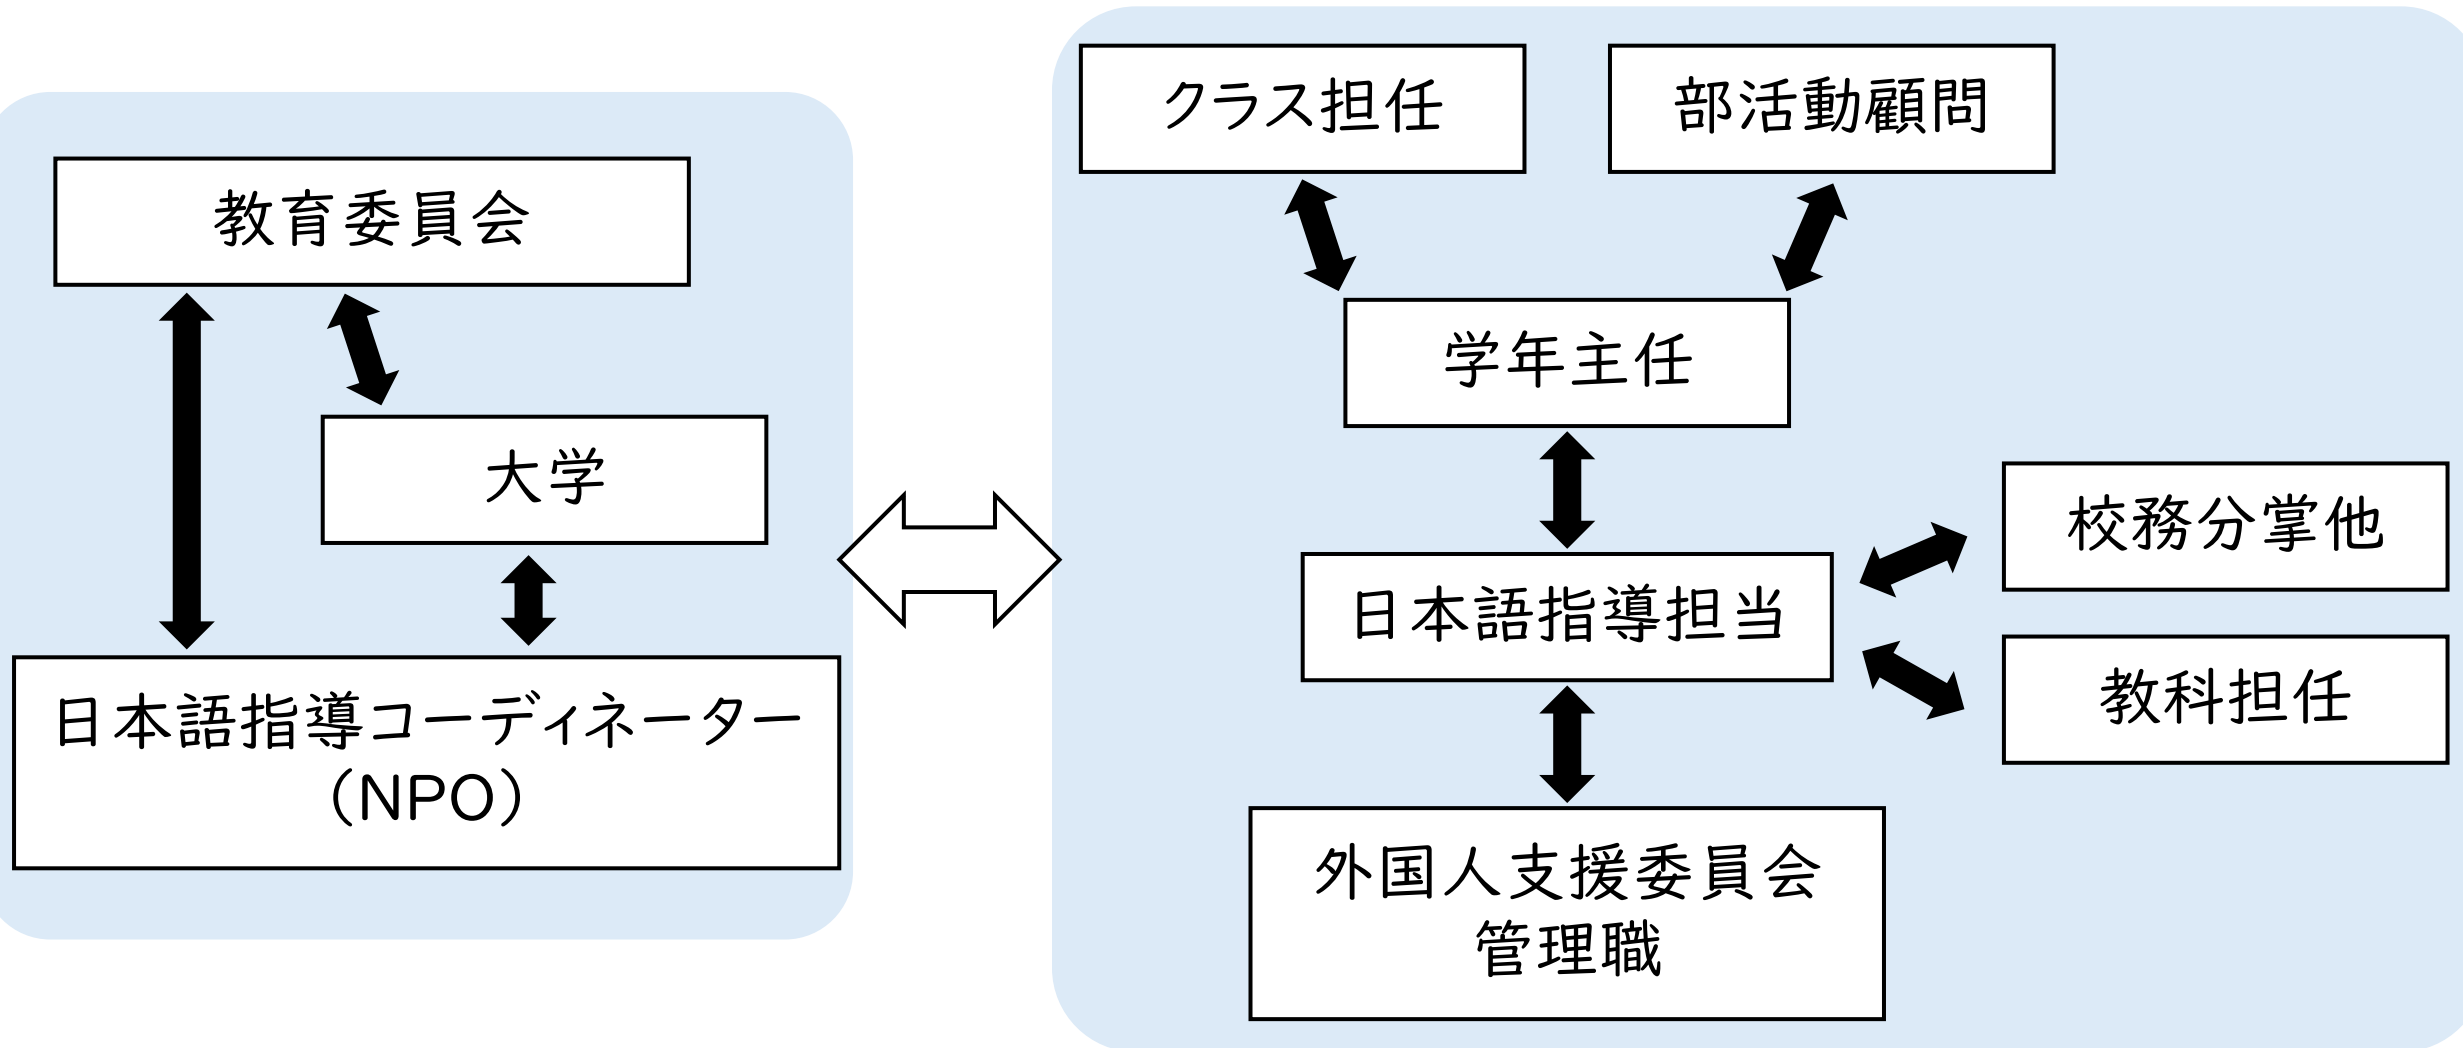 教育委員会
大学
日本語指導コーディネーター
（NPO）
クラス担任
部活動顧問
学年主任
日本語指導担当
校務分掌他
教科担任
外国人支援委員会
管理職